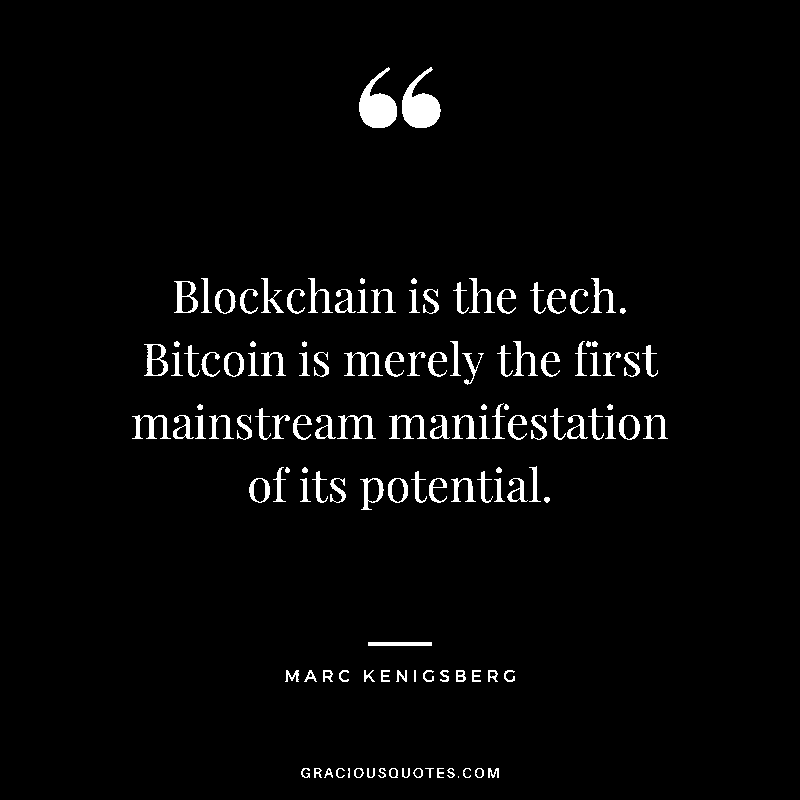 “
Blockchain is the tech.
Bitcoin is merely the first
mainstream manifestation
of its potential.
MARC KENIGSBERG
GRACIOUSQUOTES.COM